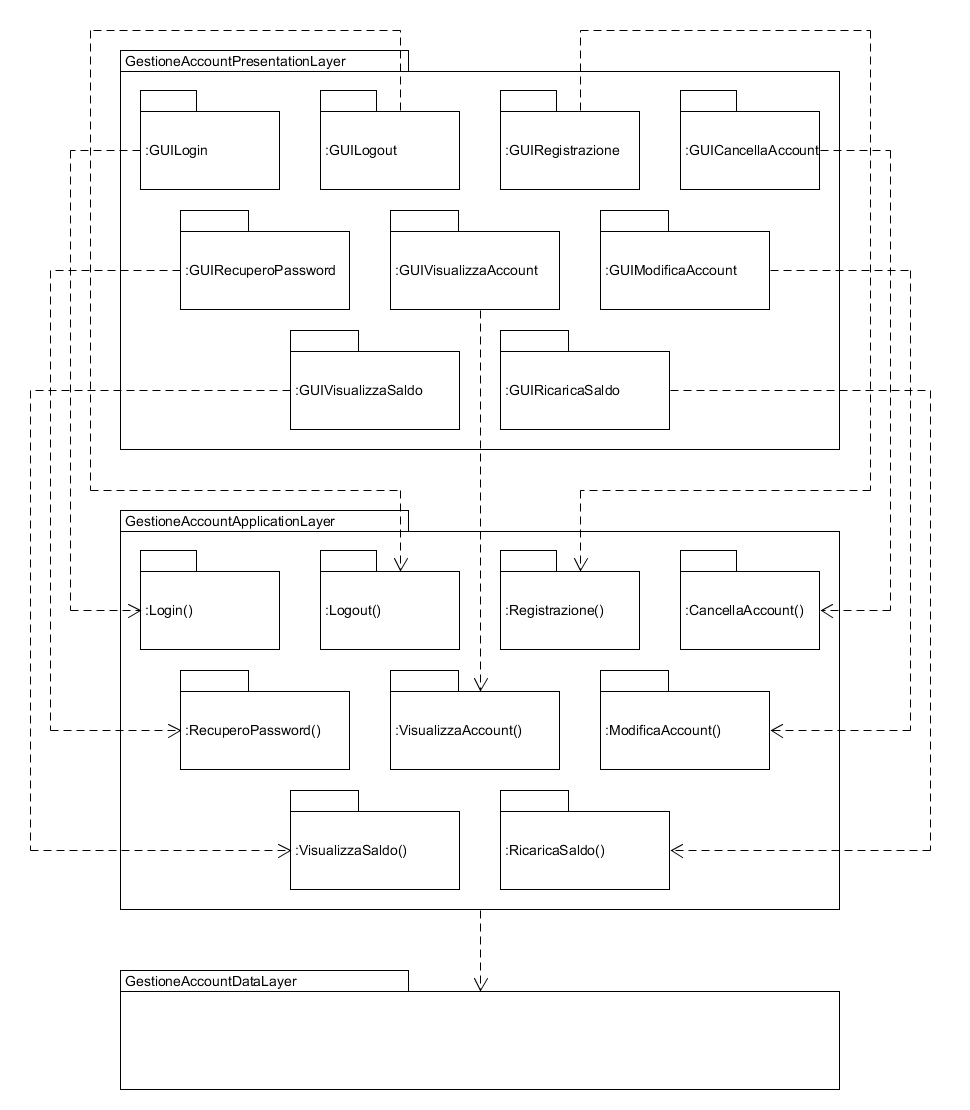 GestioneAccountPresentationLayer
:GUILogin
:GUILogout
:GUIRegistrazione
:GUICancellaAccount
:GUIRecuperoPassword
:GUIVisualizzaAccount
:GUIModificaAccount
:GUIVisualizzaSaldo
:GUIRicaricaSaldo
GestioneAccountApplicationLayer
:Login()
:Logout()
:Registrazione()
:CancellaAccount()
:RecuperoPassword()
:VisualizzaAccount()
:ModificaAccount()
:VisualizzaSaldo()
:RicaricaSaldo()
GestioneAccountDataLayer